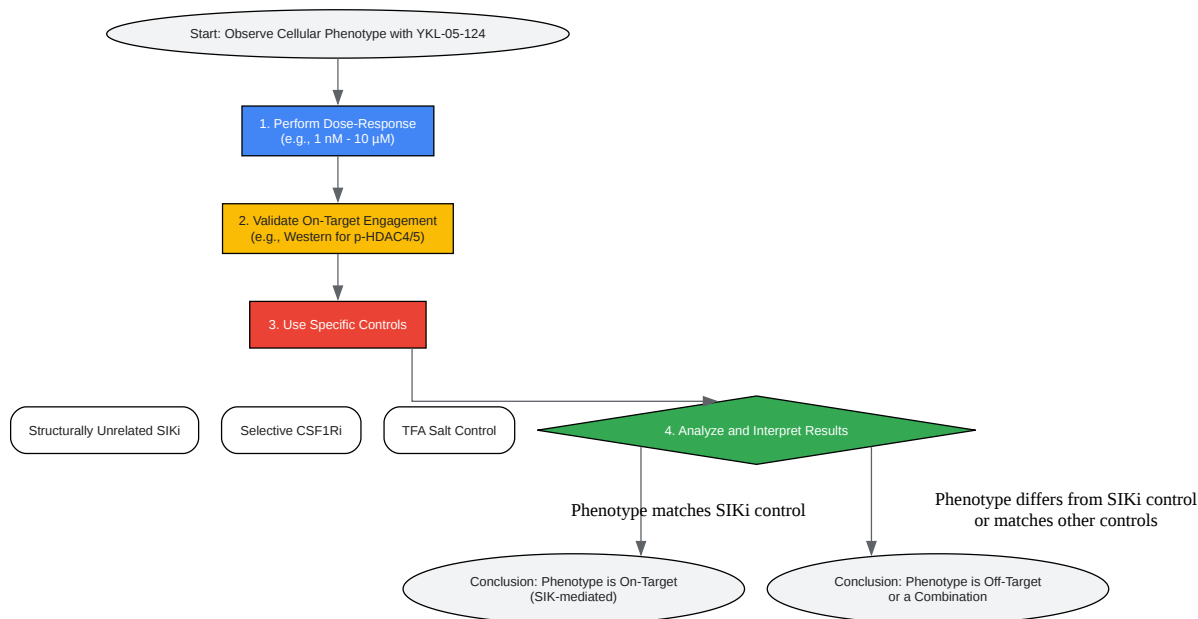 Start: Observe Cellular Phenotype with YKL-05-124
1. Perform Dose-Response
(e.g., 1 nM - 10 µM)
2. Validate On-Target Engagement
(e.g., Western for p-HDAC4/5)
3. Use Specific Controls
Structurally Unrelated SIKi
Selective CSF1Ri
TFA Salt Control
4. Analyze and Interpret Results
Phenotype matches SIKi control
Phenotype differs from SIKi control
or matches other controls
Conclusion: Phenotype is On-Target
(SIK-mediated)
Conclusion: Phenotype is Off-Target
or a Combination